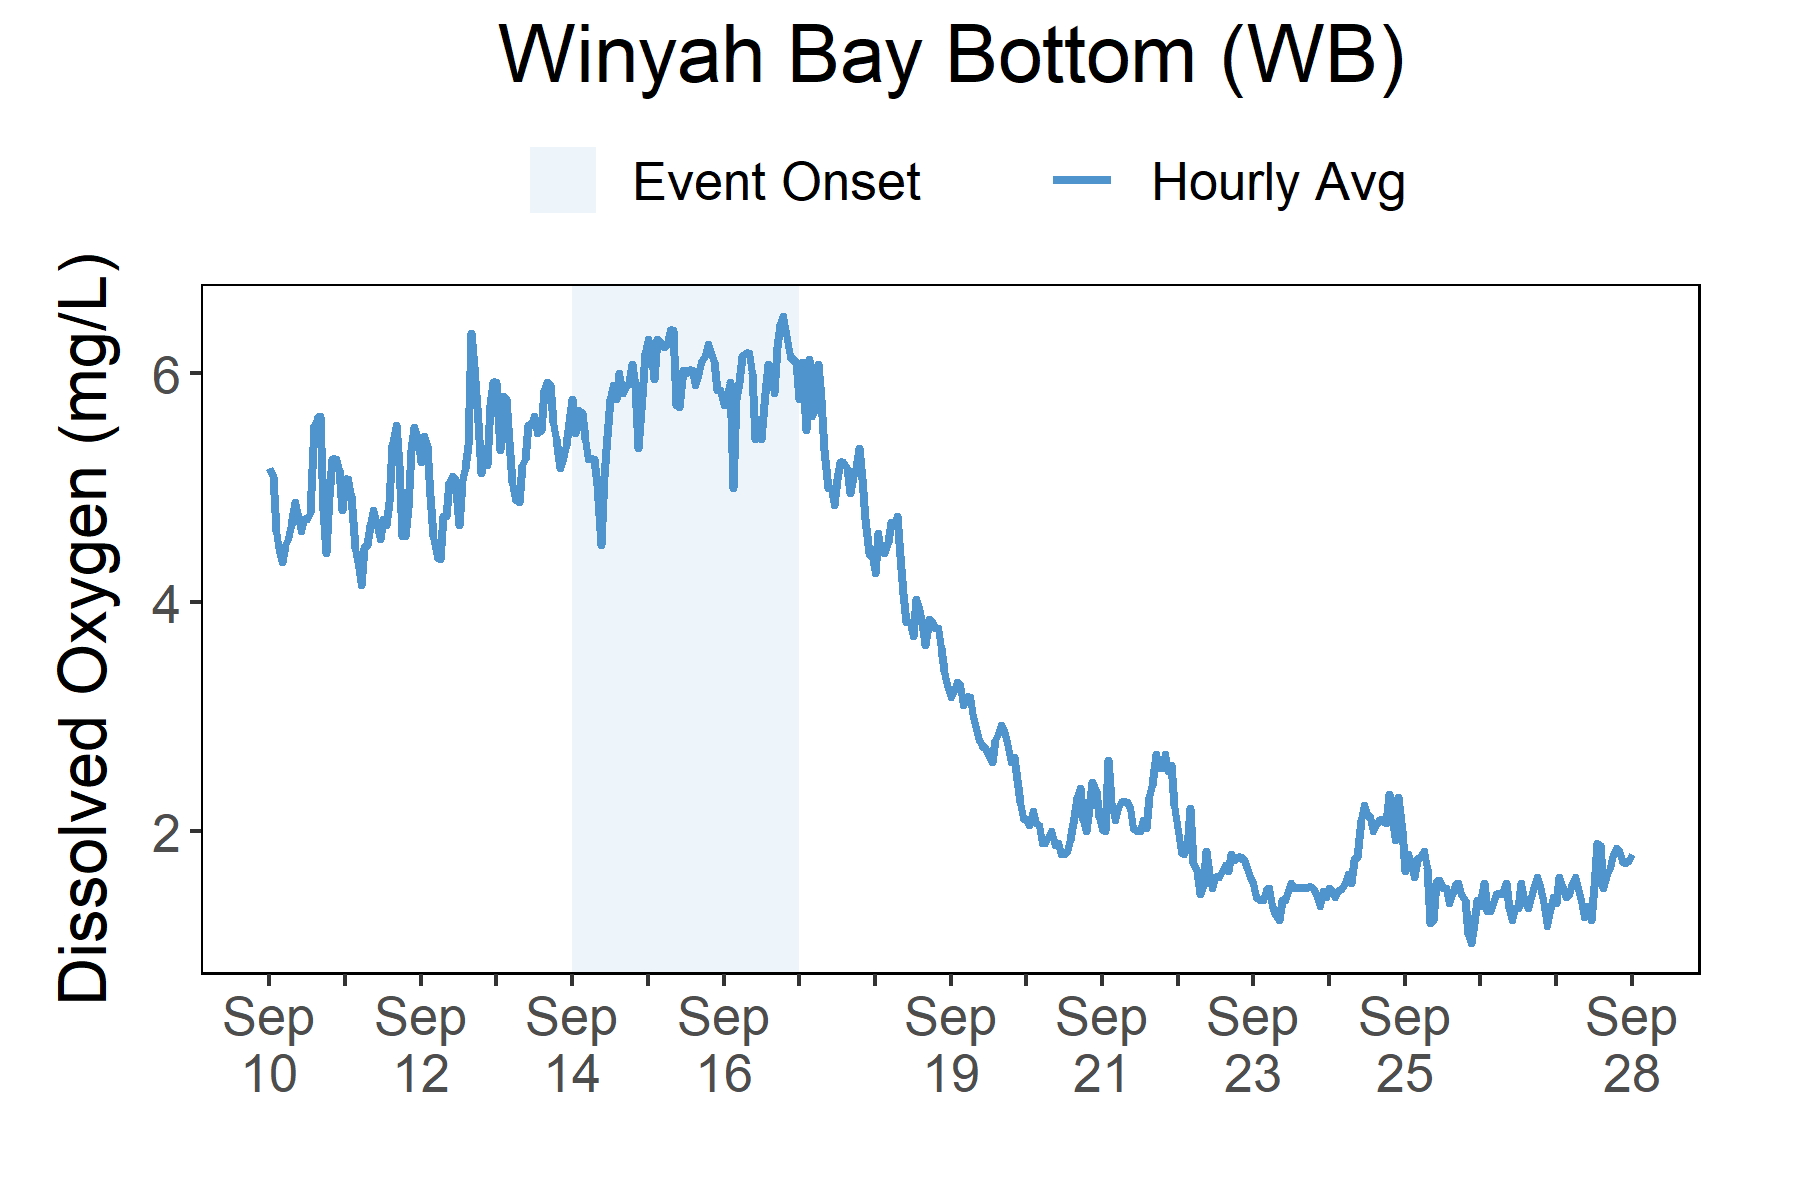 Winyah Bay Bottom (WB)
Event Onset
Hourly Avg
Dissolved Oxygen (mg/L)
6
4
2
Sep
10
Sep
12
Sep
14
Sep
16
Sep
19
Sep
21
Sep
23
Sep
25
Sep
28